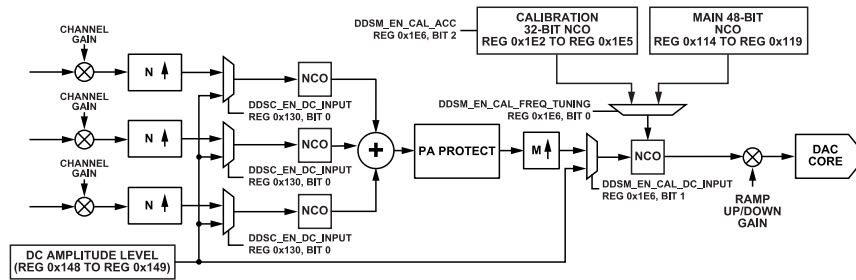 CHANNEL
GAIN
N
NCO
DDSC_EN_DC_INPUT
REG 0x130, BIT 0
CHANNEL
GAIN
N
NCO
DDSC_EN_DC_INPUT
REG 0x130, BIT 0
CHANNEL
GAIN
N
NCO
DDSC_EN_DC_INPUT
REG 0x130, BIT 0
DC AMPLITUDE LEVEL
(REG 0x148 TO REG 0x149)
+
PA PROTECT
M
DDSM_EN_CAL_ACC
REG 0x1E6, BIT 2
CALIBRATION
32-BIT NCO
REG 0x1E2 TO REG 0x1E5
MAIN 48-BIT
NCO
REG 0x114 TO REG 0x119
DDSM_EN_CAL_FREQ_TUNING
REG 0x1E6, BIT 0
NCO
DDSM_EN_CAL_DC_INPUT
REG 0x1E6, BIT 1
RAMP
UP/DOWN
GAIN
DAC
CORE